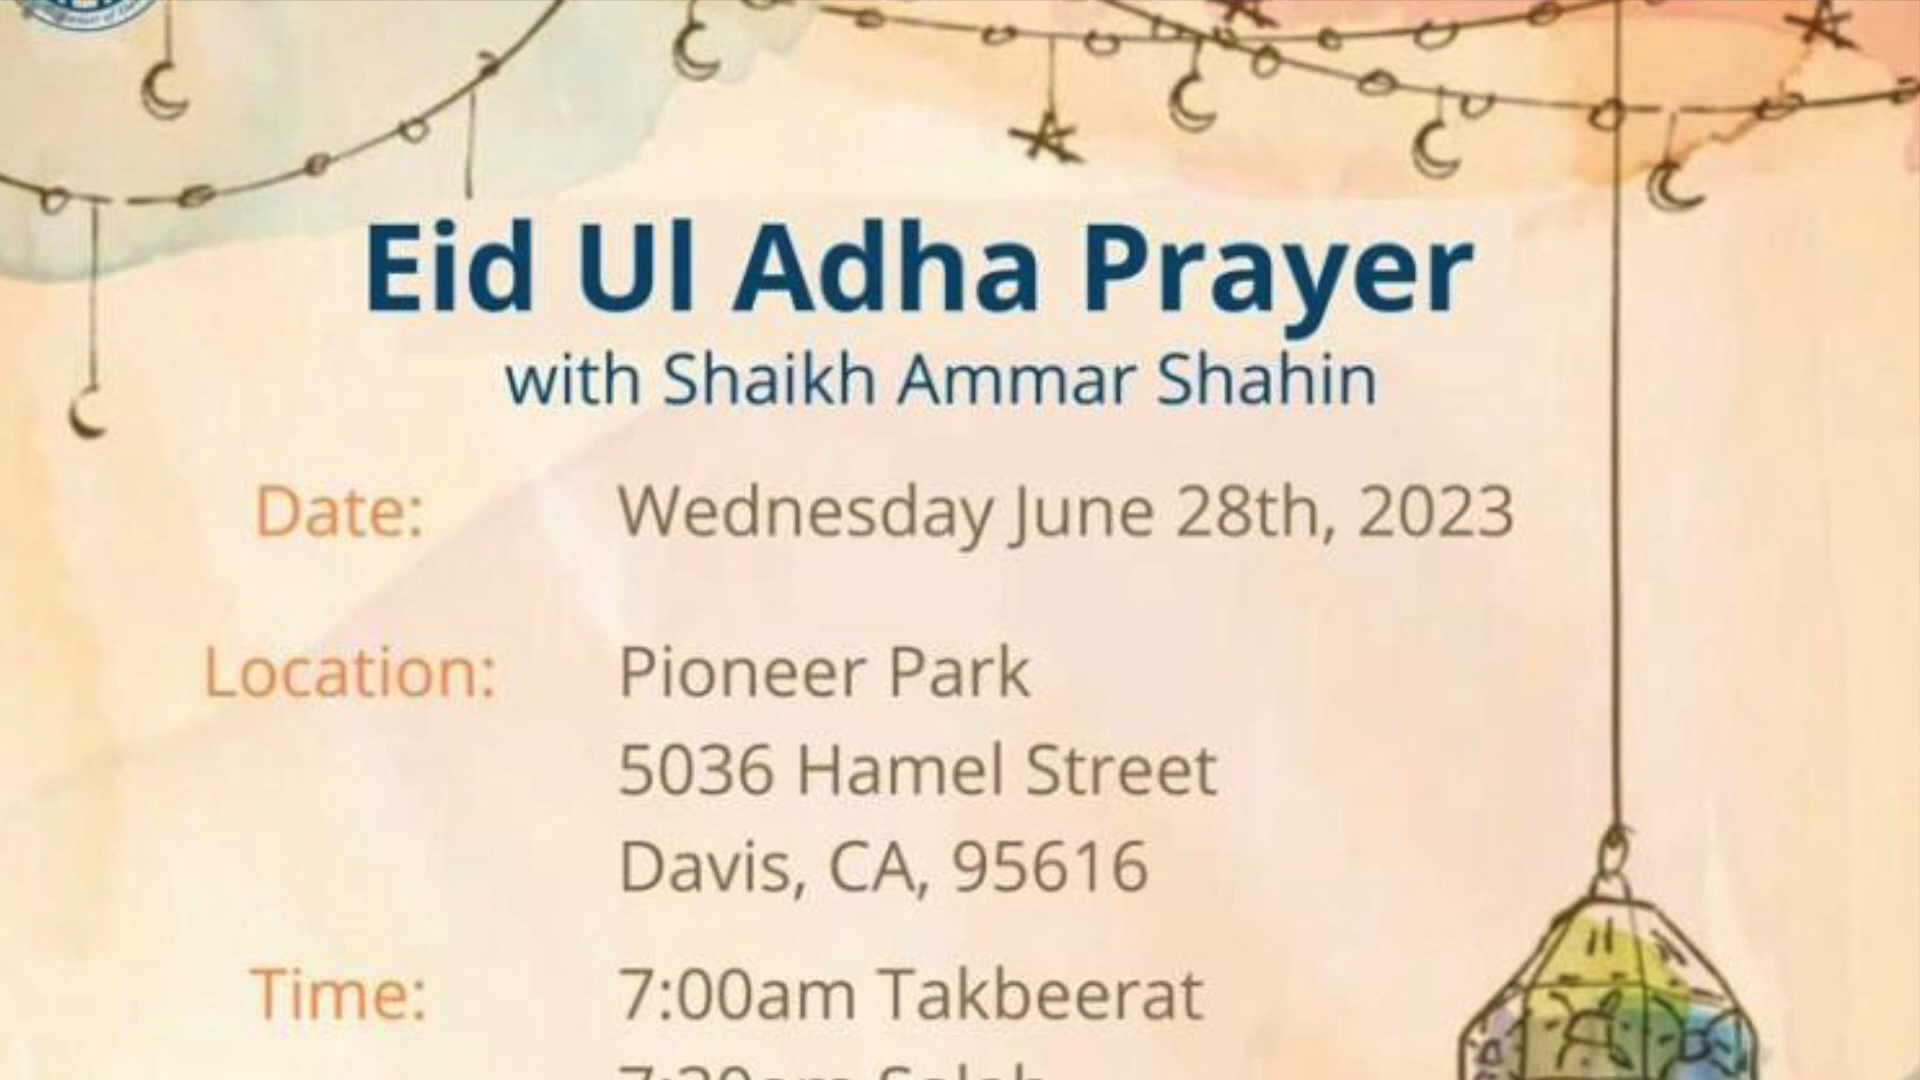 Eid Ul Adha Prayer
with Shaikh Ammar Shahin
Date: Wednesday June 28th, 2023
Location: Pioneer Park
5036 Hamel Street
Davis, CA, 95616
Time: 7:00am Takbeerat